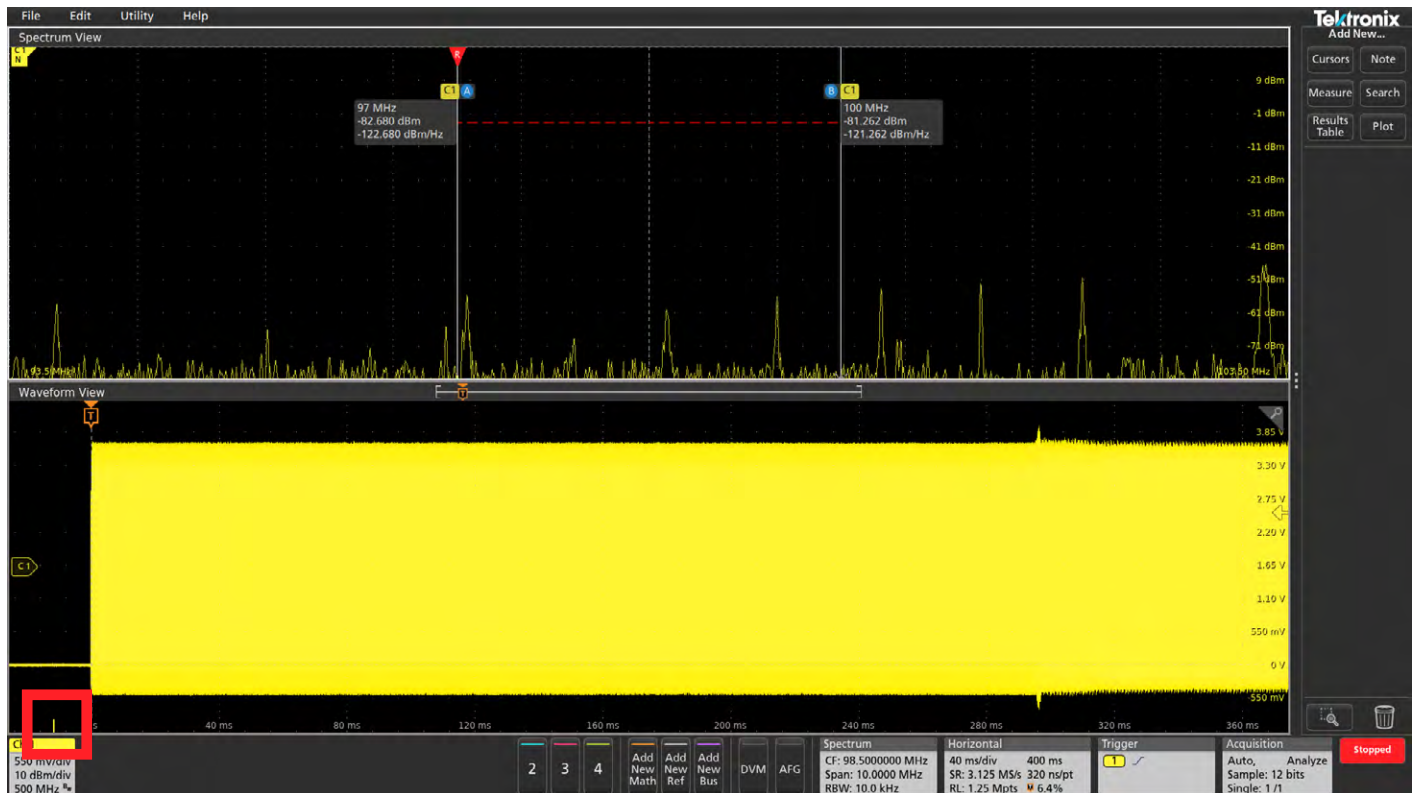 File Edit Utility Help
Tektronix
Add New...
Spectrum View
C1
N
R
C1 A
B C1
97 MHz
-82.680 dBm
-122.680 dBm/Hz
100 MHz
-81.262 dBm
-121.262 dBm/Hz
9 dBm
-1 dBm
-11 dBm
-21 dBm
-31 dBm
-41 dBm
-51 dBm
-61 dBm
-71 dBm
93.5 MHz
103.50 MHz
Cursors Note
Measure Search
Results
Table
Plot
Waveform View
T
T
C1
3.85 V
3.30 V
2.75 V
2.20 V
1.65 V
1.10 V
550 mV
0 V
-550 mV
s 40 ms 80 ms 120 ms 160 ms 200 ms 240 ms 280 ms 320 ms 360 ms
550 mV/div
10 dBm/div
500 MHz
2 3 4
Add
New
Math
Add
New
Ref
Add
New
Bus
DVM AFG
Spectrum
CF: 98.5000000 MHz
Span: 10.0000 MHz
RBW: 10.0 kHz
Horizontal
40 ms/div 400 ms
SR: 3.125 MS/s 320 ns/pt
RL: 1.25 Mpts 6.4%
Trigger
1
Acquisition
Auto, Analyze
Sample: 12 bits
Single: 1 /1
Stopped